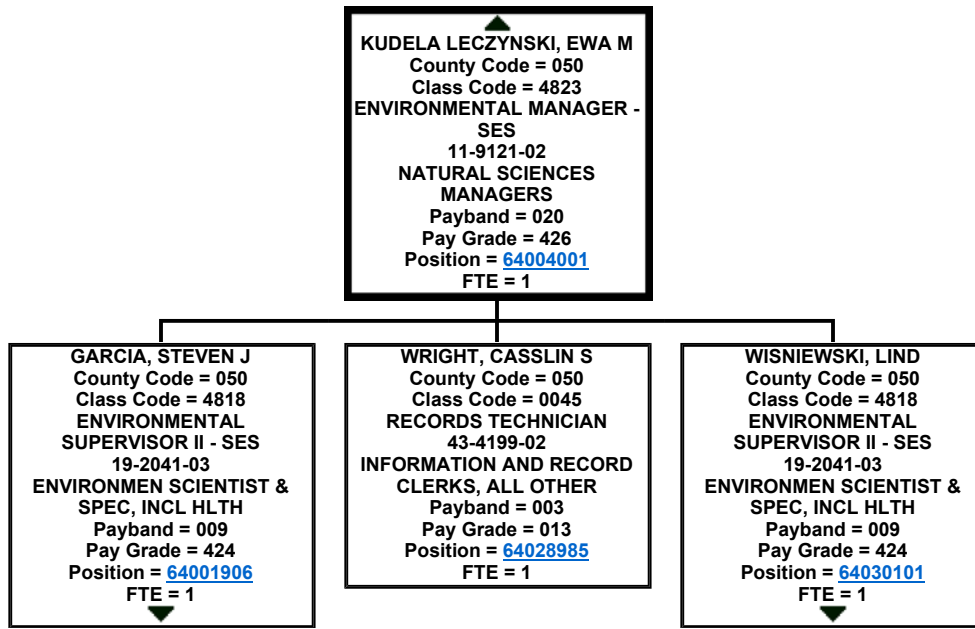 KUDELA LECZYNSKI, EWA M
County Code = 050
Class Code = 4823
ENVIRONMENTAL MANAGER -
SES
11-9121-02
NATURAL SCIENCES
MANAGERS
Payband = 020
Pay Grade = 426
Position = 64004001
FTE = 1
GARCIA, STEVEN J
County Code = 050
Class Code = 4818
ENVIRONMENTAL
SUPERVISOR II - SES
19-2041-03
ENVIRONMEN SCIENTIST &
SPEC, INCL HLTH
Payband = 009
Pay Grade = 424
Position = 64001906
FTE = 1
WRIGHT, CASSLIN S
County Code = 050
Class Code = 0045
RECORDS TECHNICIAN
43-4199-02
INFORMATION AND RECORD
CLERKS, ALL OTHER
Payband = 003
Pay Grade = 013
Position = 64028985
FTE = 1
WISNIEWSKI, LIND
County Code = 050
Class Code = 4818
ENVIRONMENTAL
SUPERVISOR II - SES
19-2041-03
ENVIRONMEN SCIENTIST &
SPEC, INCL HLTH
Payband = 009
Pay Grade = 424
Position = 64030101
FTE = 1